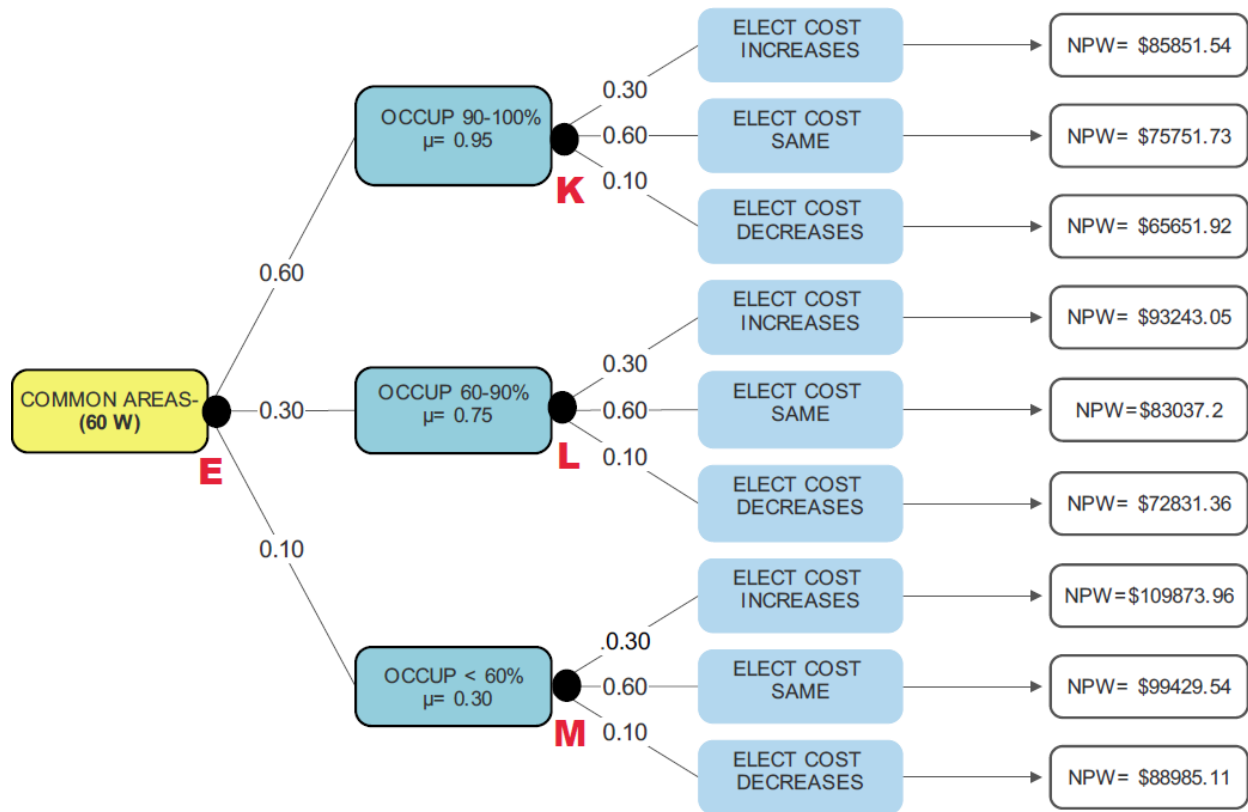 ELECT COST
INCREASES
NPW= $85851.54
0.30
OCCUP 90-100%
µ= 0.95
0.60
ELECT COST
SAME
NPW= $75751.73
K
0.10
ELECT COST
DECREASES
NPW= $65651.92
0.60
ELECT COST
INCREASES
NPW= $93243.05
0.30
COMMON AREAS-
(60 W)
0.30
OCCUP 60-90%
µ= 0.75
0.60
ELECT COST
SAME
NPW=$83037.2
E
L
0.10
ELECT COST
DECREASES
NPW= $72831.36
0.10
ELECT COST
INCREASES
NPW=$109873.96
.0.30
OCCUP < 60%
µ= 0.30
0.60
ELECT COST
SAME
NPW= $99429.54
M
0.10
ELECT COST
DECREASES
NPW= $88985.11